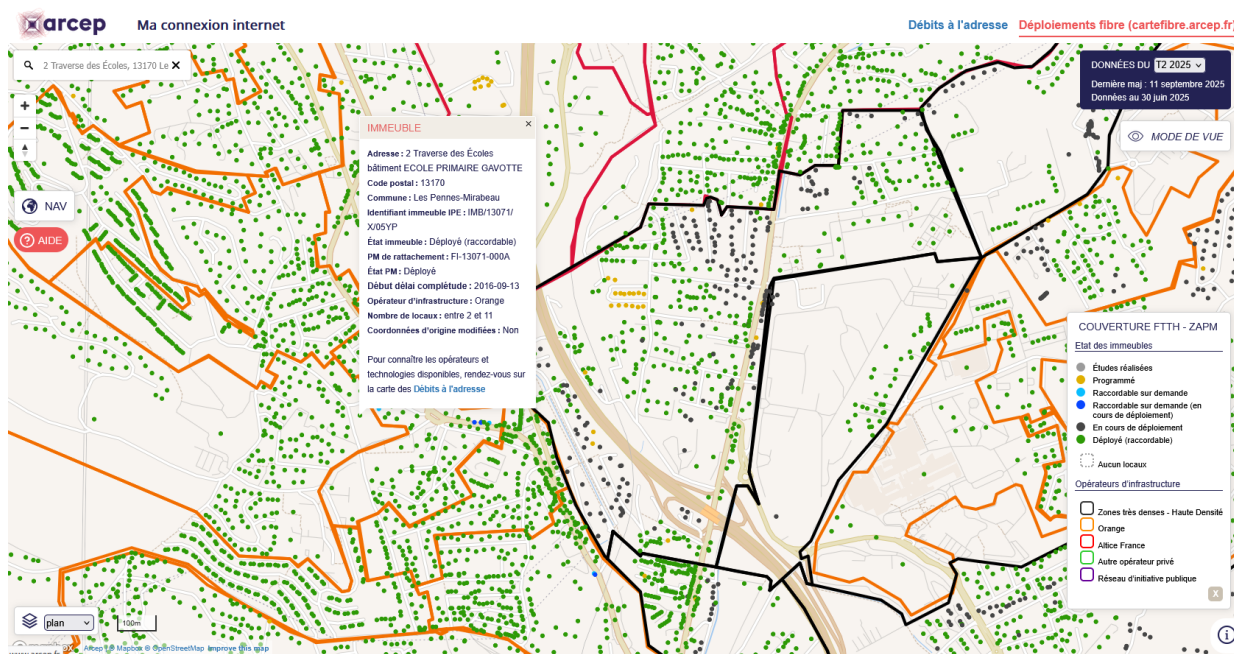 arcep
Ma connexion internet
Débits à l'adresse
Déploiements fibre (cartefibre.arcep.fr)
2 Traverse des Écoles, 13170 Le
NAV
AIDE
IMMEUBLE
Adresse : 2 Traverse des Écoles
bâtiment ECOLE PRIMAIRE GAVOTTE
Code postal : 13170
Commune : Les Pennes-Mirabeau
Identifiant immeuble IPE : IMB/13071/
X/05YP
État immeuble : Déployé (raccordable)
PM de rattachement : FI-13071-000A
État PM : Déployé
Début délai complètude : 2016-09-13
Opérateur d'infrastructure : Orange
Nombre de locaux : entre 2 et 11
Coordonnées d'origine modifiées : Non
Pour connaître les opérateurs et
technologies disponibles, rendez-vous sur
la carte des Débits à l'adresse
DONNÉES DU T2 2025
Dernière maj : 11 septembre 2025
Données au 30 juin 2025
MODE DE VUE
COUVERTURE FTTH - ZAPM
Etat des immeubles
Études réalisées
Programmé
Raccordable sur demande
Raccordable sur demande (en
cours de déploiement)
En cours de déploiement
Déployé (raccordable)
Aucun locaux
Opérateurs d'infrastructure
Zones très denses - Haute Densité
Orange
Altice France
Autre opérateur privé
Réseau d'initiative publique
X
plan
100m
Arcep © Mapbox © OpenStreetMap Improve this map